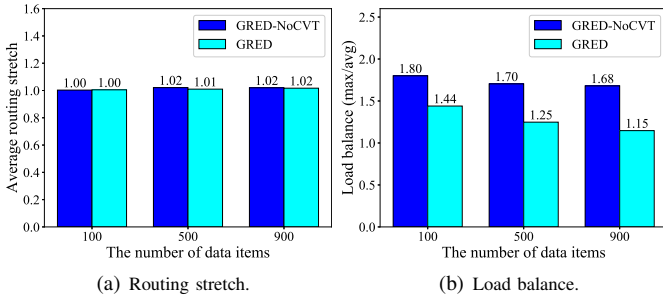 1.6
1.4
1.2
1.0
0.8
0.6
0.4
0.2
0.0
Average routing stretch
GRED-NoCVT
GRED
1.00 1.00
1.02 1.01
1.02 1.02
100 500 900
The number of data items
(a) Routing stretch.
2.5
2.0
1.5
1.0
0.5
0.0
Load balance (max/avg)
GRED-NoCVT
GRED
1.80
1.44
1.70
1.25
1.68
1.15
100 500 900
The number of data items
(b) Load balance.